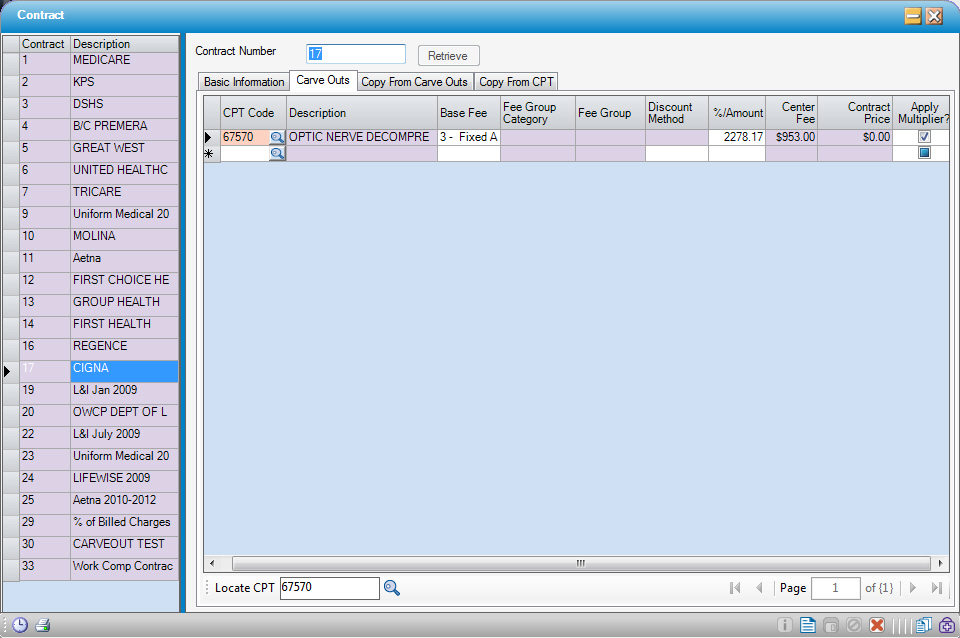 Contract
Contract Description
1 MEDICARE
2 KPS
3 DSHS
4 B/C PREMERA
5 GREAT WEST
6 UNITED HEALTHC
7 TRICARE
9 Uniform Medical 20
10 MOLINA
11 Aetna
12 FIRST CHOICE HE
13 GROUP HEALTH
14 FIRST HEALTH
16 REGENCE
17 CIGNA
19 L&I Jan 2009
20 OWCP DEPT OF L
22 L&I July 2009
23 Uniform Medical 20
24 LIFEWISE 2009
25 Aetna 2010-2012
29 % of Billed Charges
30 CARVEOUT TEST
33 Work Comp Contrac
Contract Number 17 Retrieve
Basic Information Carve Outs Copy From Carve Outs Copy From CPT
CPT Code Description Base Fee Fee Group Category Fee Group Discount Method %/Amount Center Fee Contract Price Apply Multiplier?
67570 OPTIC NERVE DECOMPRE 3 - Fixed A 2278.17 $953.00 $0.00
Locate CPT 67570 Page 1 of {1}